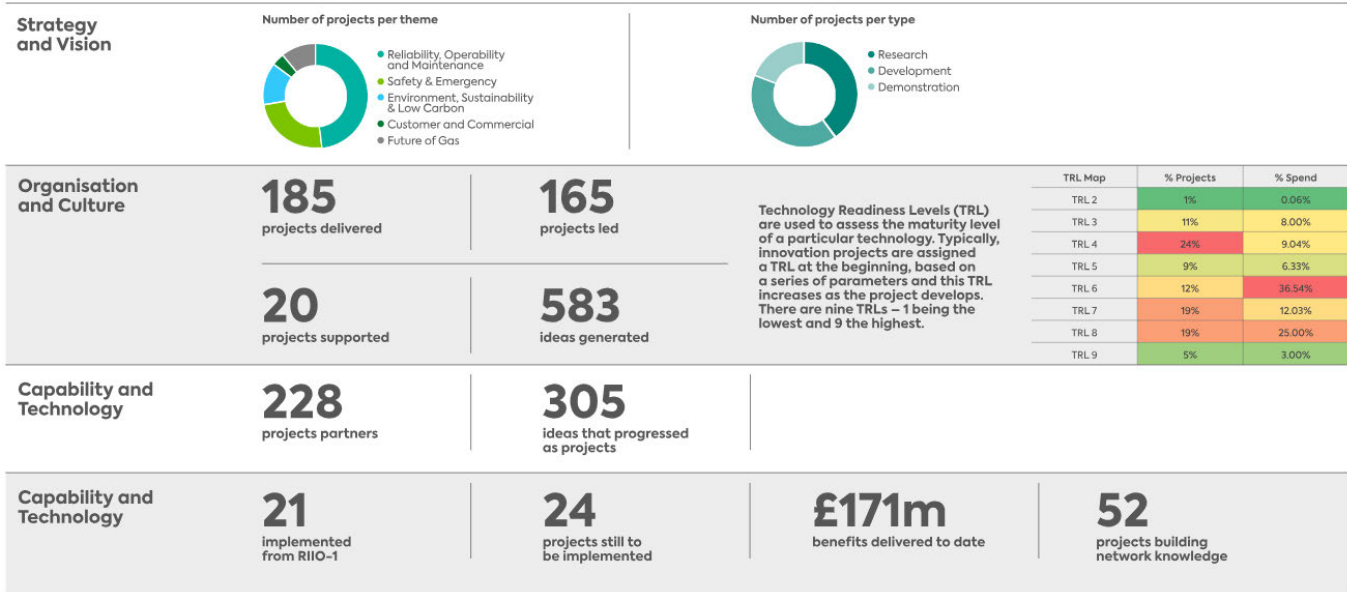 Strategy
and Vision
Number of projects per theme
Reliability, Operability
and Maintenance
Safety & Emergency
Environment, Sustainability
& Low Carbon
Customer and Commercial
Future of Gas
Number of projects per type
Research
Development
Demonstration
Organisation
and Culture
185
projects delivered
165
projects led
20
projects supported
583
ideas generated
Technology Readiness Levels (TRL)
are used to assess the maturity level
of a particular technology. Typically,
innovation projects are assigned
a TRL at the beginning, based on
a series of parameters and this TRL
increases as the project develops.
There are nine TRLs – 1 being the
lowest and 9 the highest.
TRL Map % Projects % Spend
TRL 2 1% 0.06%
TRL 3 11% 8.00%
TRL 4 24% 9.04%
TRL 5 9% 6.33%
TRL 6 12% 36.54%
TRL 7 19% 12.03%
TRL 8 19% 25.00%
TRL 9 5% 3.00%
Capability and
Technology
228
projects partners
305
ideas that progressed
as projects
Capability and
Technology
21
implemented
from RIIO-1
24
projects still to
be implemented
£171m
benefits delivered to date
52
projects building
network knowledge